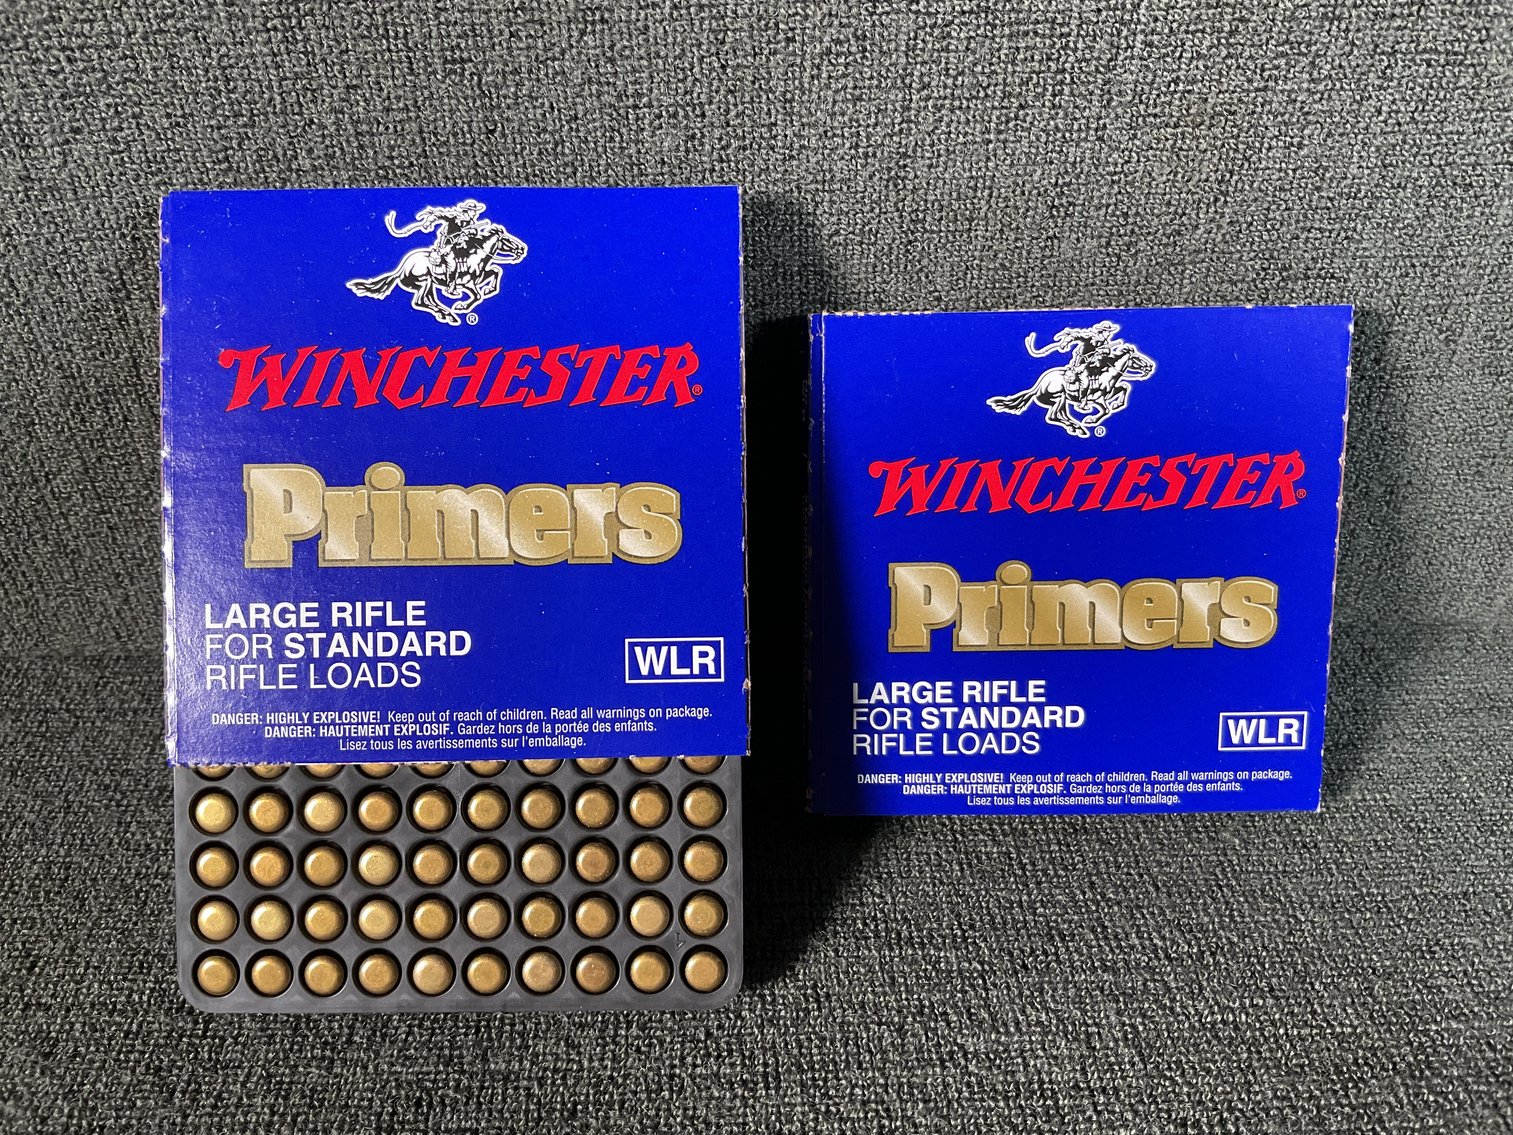 ®
WINCHESTER®
Primers
LARGE RIFLE
FOR STANDARD
RIFLE LOADS
WLR
DANGER: HIGHLY EXPLOSIVE! Keep out of reach of children. Read all warnings on package.
DANGER: HAUTEMENT EXPLOSIF. Gardez hors de la portée des enfants.
Lisez tous les avertissements sur l'emballage.
®
WINCHESTER®
Primers
LARGE RIFLE
FOR STANDARD
RIFLE LOADS
WLR
DANGER: HIGHLY EXPLOSIVE! Keep out of reach of children. Read all warnings on package.
DANGER: HAUTEMENT EXPLOSIF. Gardez hors de la portée des enfants.
Lisez tous les avertissements sur l'emballage.